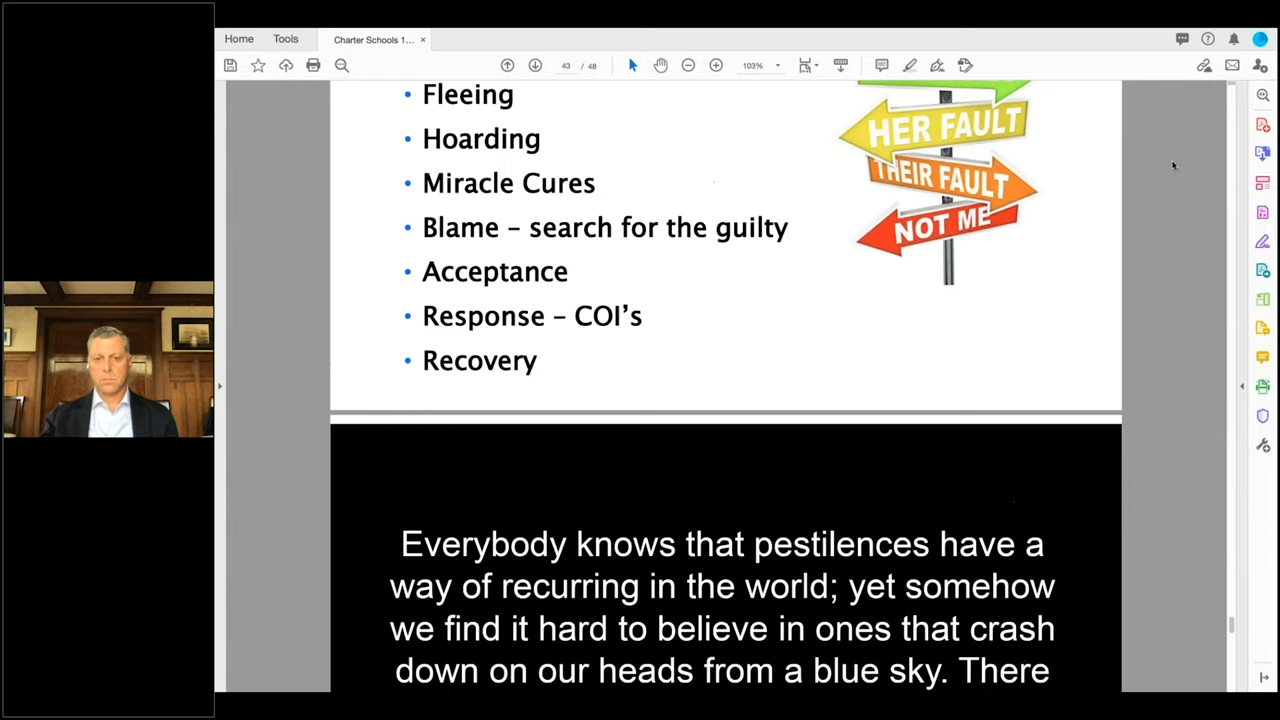 Home
Tools
Charter Schools 1...
×
43 / 48
103%
• Fleeing
• Hoarding
• Miracle Cures
• Blame – search for the guilty
• Acceptance
• Response – COI's
• Recovery
HER FAULT
THEIR FAULT
NOT ME
Everybody knows that pestilences have a
way of recurring in the world; yet somehow
we find it hard to believe in ones that crash
down on our heads from a blue sky. There